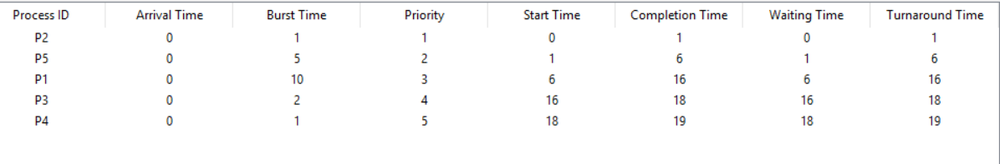 Process ID Arrival Time Burst Time Priority Start Time Completion Time Waiting Time Turnaround Time
P2 0 1 1 0 1 0 1
P5 0 5 2 1 6 1 6
P1 0 10 3 6 16 6 16
P3 0 2 4 16 18 16 18
P4 0 1 5 18 19 18 19